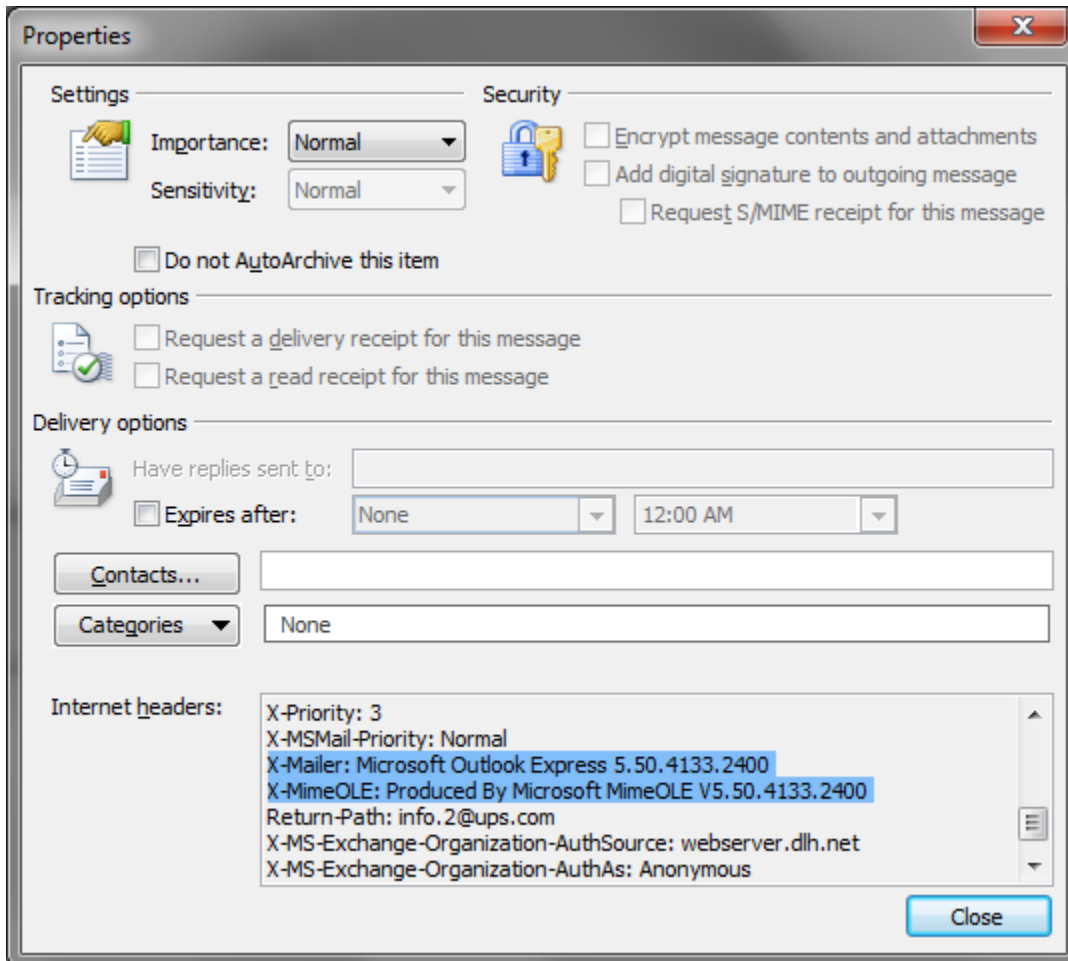 Properties
Settings
Security
Importance: Normal
Encrypt message contents and attachments
Sensitivity: Normal
Add digital signature to outgoing message
Request S/MIME receipt for this message
Do not AutoArchive this item
Tracking options
Request a delivery receipt for this message
Request a read receipt for this message
Delivery options
Have replies sent to:
Expires after: None 12:00 AM
Contacts...
Categories None
Internet headers:
X-Priority: 3
X-MSMail-Priority: Normal
X-Mailer: Microsoft Outlook Express 5.50.4133.2400
X-MimeOLE: Produced By Microsoft MimeOLE V5.50.4133.2400
Return-Path: info.2@ups.com
X-MS-Exchange-Organization-AuthSource: webserver.dlh.net
X-MS-Exchange-Organization-AuthAs: Anonymous
Close